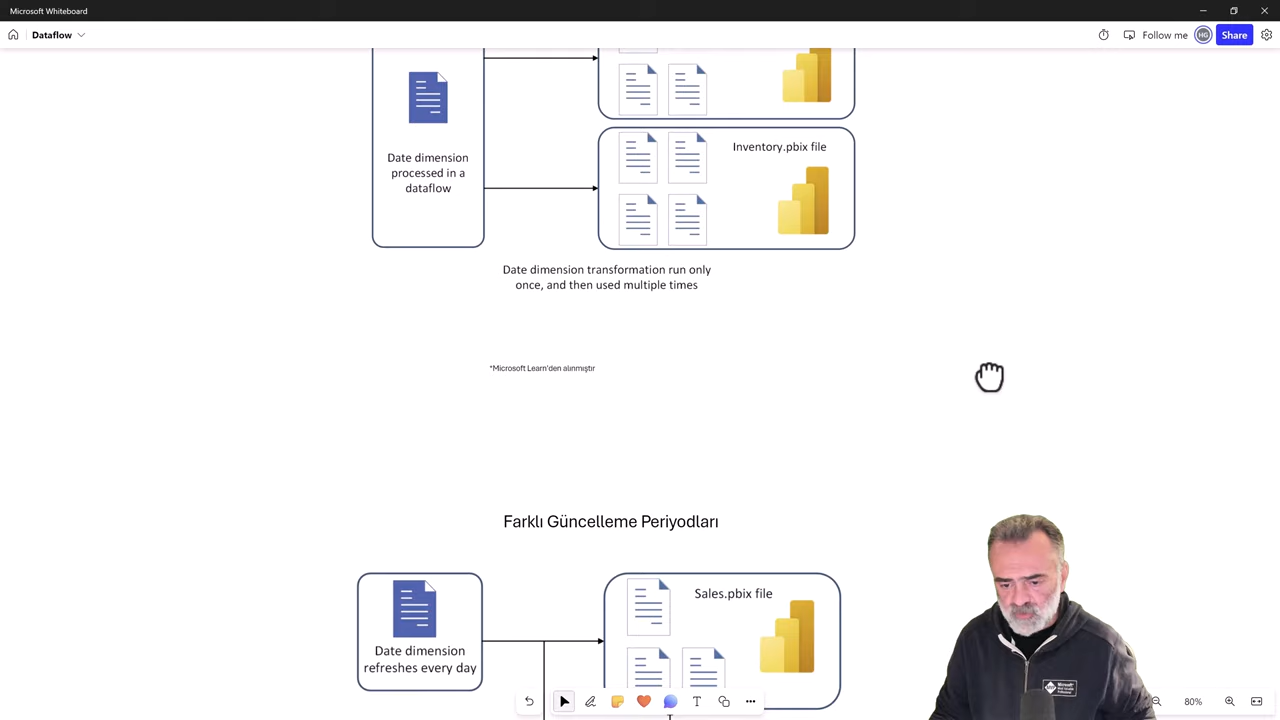 Microsoft Whiteboard
Dataflow
Follow me
HG
Share
Date dimension
processed in a
dataflow
Inventory.pbix file
Date dimension transformation run only
once, and then used multiple times
*Microsoft Learn'den alınmıştır
Farklı Güncelleme Periyodları
Date dimension
refreshes every day
Sales.pbix file
80%